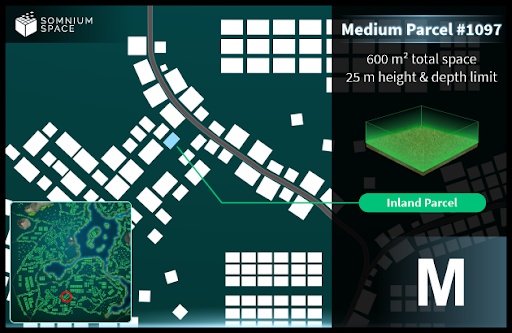 SOMNIUM
SPACE
Medium Parcel #1097
600 m² total space
25 m height & depth limit
Inland Parcel
M